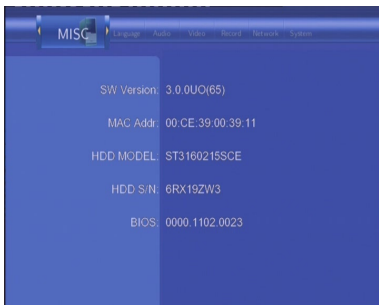 MISC Language Audio Video Record Network System
SW Version: 3.0.0UO(65)
MAC Addr: 00:CE:39:00:39:11
HDD MODEL: ST3160215SCE
HDD S/N: 6RX19ZW3
BIOS: 0000.1102.0023